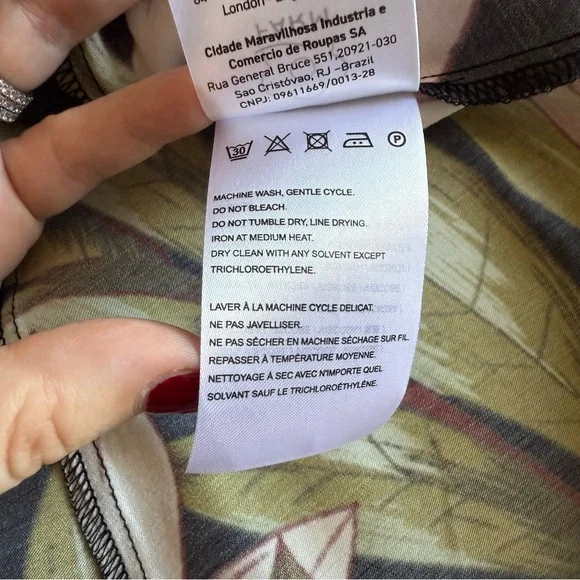 London
FARM
Cidade Maravilhosa Industria e
Comercio de Roupas SA
Rua General Bruce 551,20921-030
Sao Cristóvao, RJ –Brazil
CNPJ: 09611669/0013-28
30 P
MACHINE WASH, GENTLE CYCLE.
DO NOT BLEACH.
DO NOT TUMBLE DRY, LINE DRYING.
IRON AT MEDIUM HEAT.
DRY CLEAN WITH ANY SOLVENT EXCEPT
TRICHLOROETHYLENE.
LAVER À LA MACHINE CYCLE DELICAT.
NE PAS JAVELLISER.
NE PAS SÉCHER EN MACHINE SÉCHAGE SUR FIL.
REPASSER À TEMPÉRATURE MOYENNE.
NETTOYAGE À SEC AVEC N'IMPORTE QUEL
SOLVANT SAUF LE TRICHLOROÉTHYLÈNE.